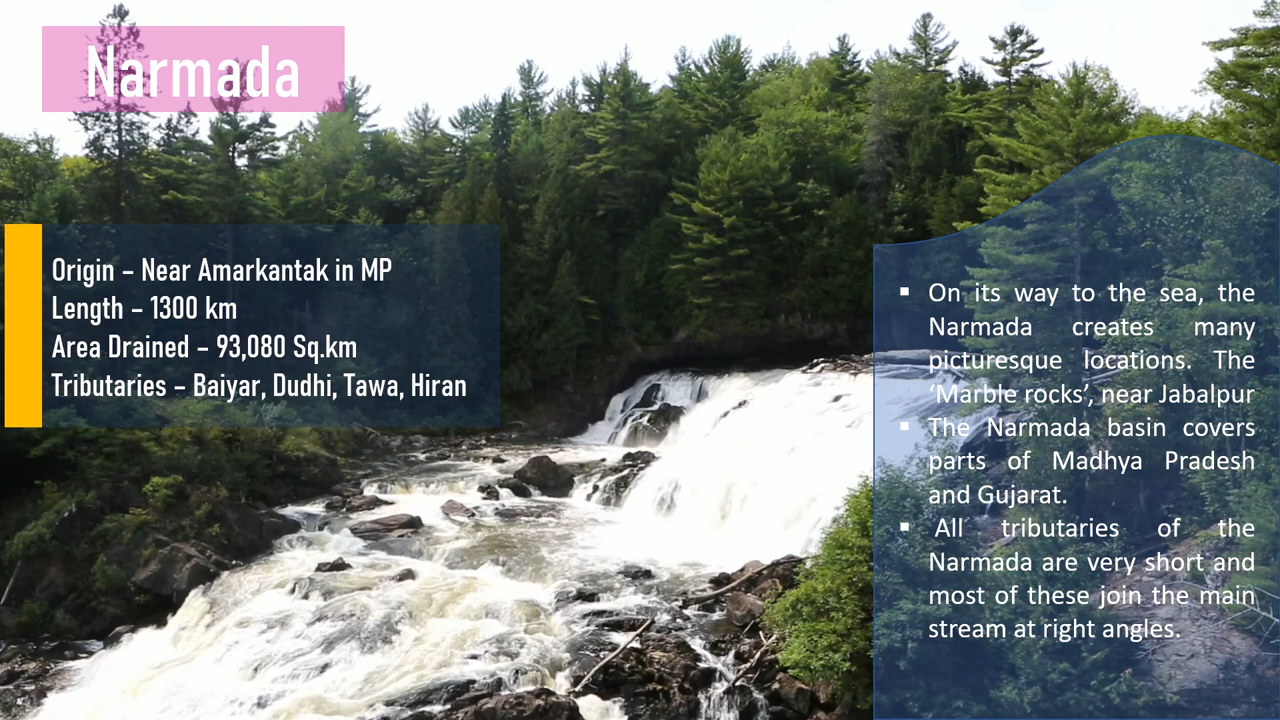 Narmada
Origin – Near Amarkantak in MP
Length – 1300 km
Area Drained – 93,080 Sq.km
Tributaries – Baiyar, Dudhi, Tawa, Hiran
▪ On its way to the sea, the
Narmada creates many
picturesque locations. The
‘Marble rocks’, near Jabalpur
▪ The Narmada basin covers
parts of Madhya Pradesh
and Gujarat.
▪ All tributaries of the
Narmada are very short and
most of these join the main
stream at right angles.